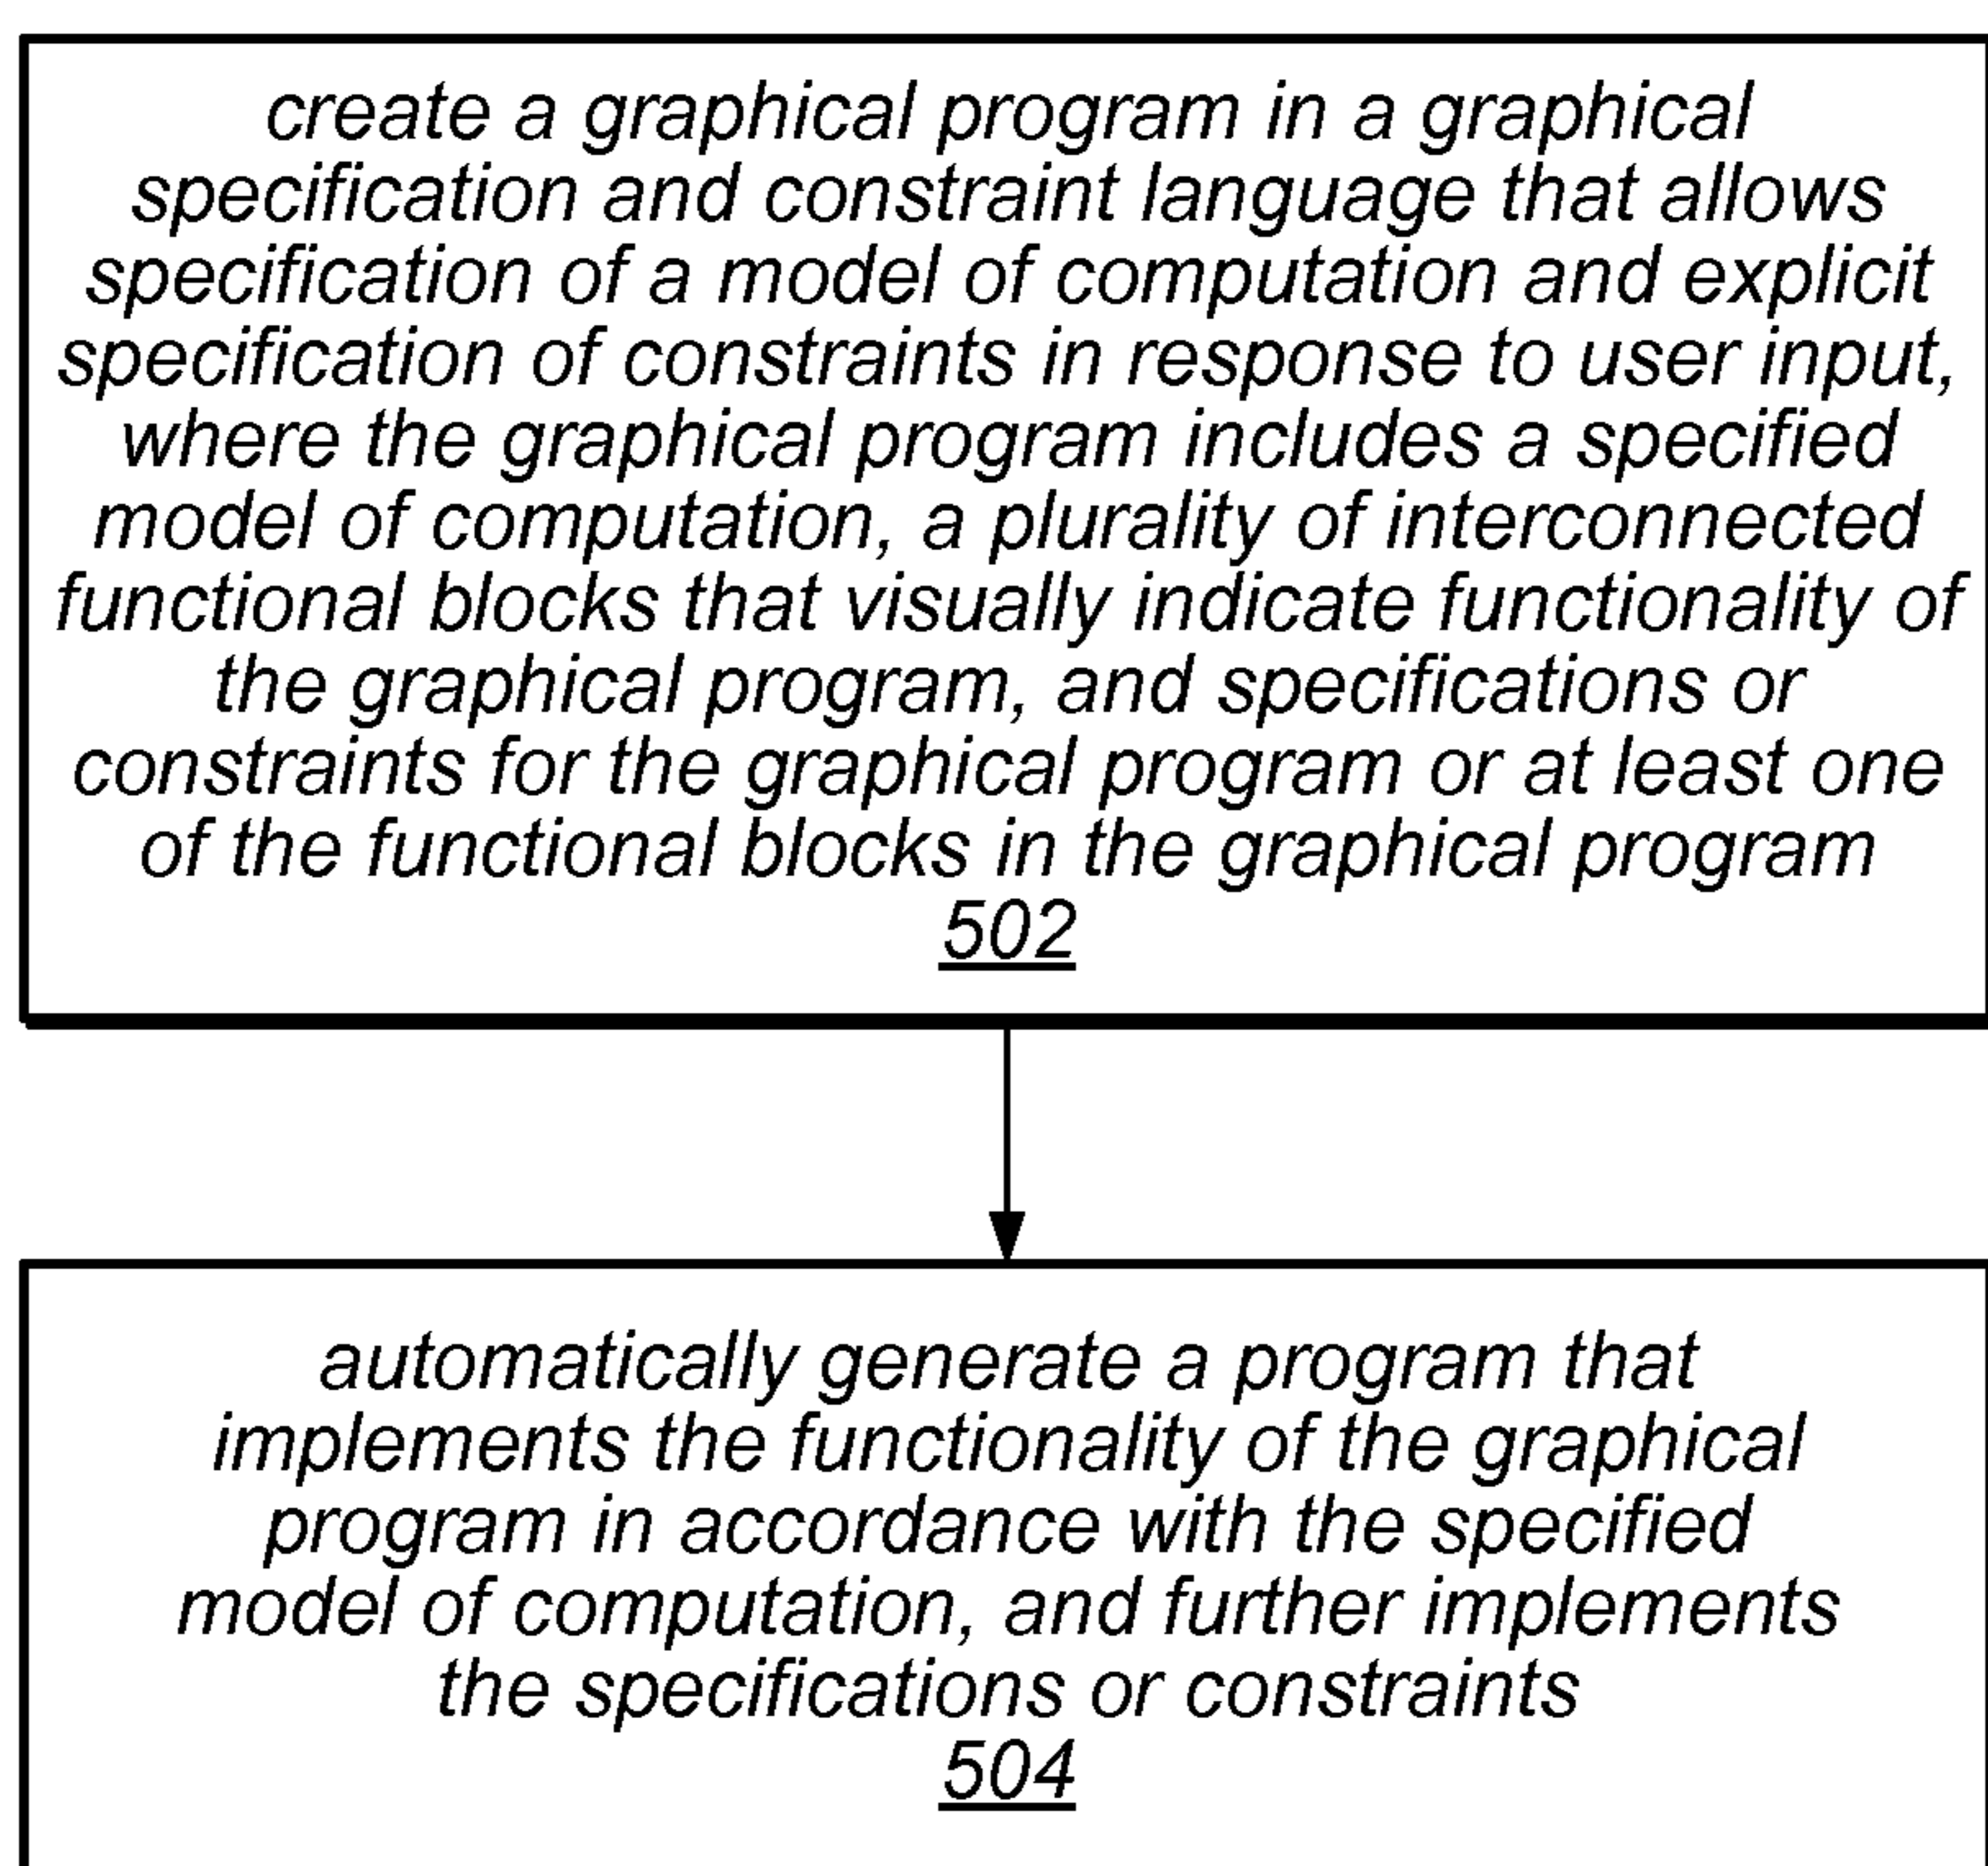 create a graphical program in a graphical
specification and constraint language that allows
specification of a model of computation and explicit
specification of constraints in response to user input,
where the graphical program includes a specified
model of computation, a plurality of interconnected
functional blocks that visually indicate functionality of
the graphical program, and specifications or
constraints for the graphical program or at least one
of the functional blocks in the graphical program
502
automatically generate a program that
implements the functionality of the graphical
program in accordance with the specified
model of computation, and further implements
the specifications or constraints
504